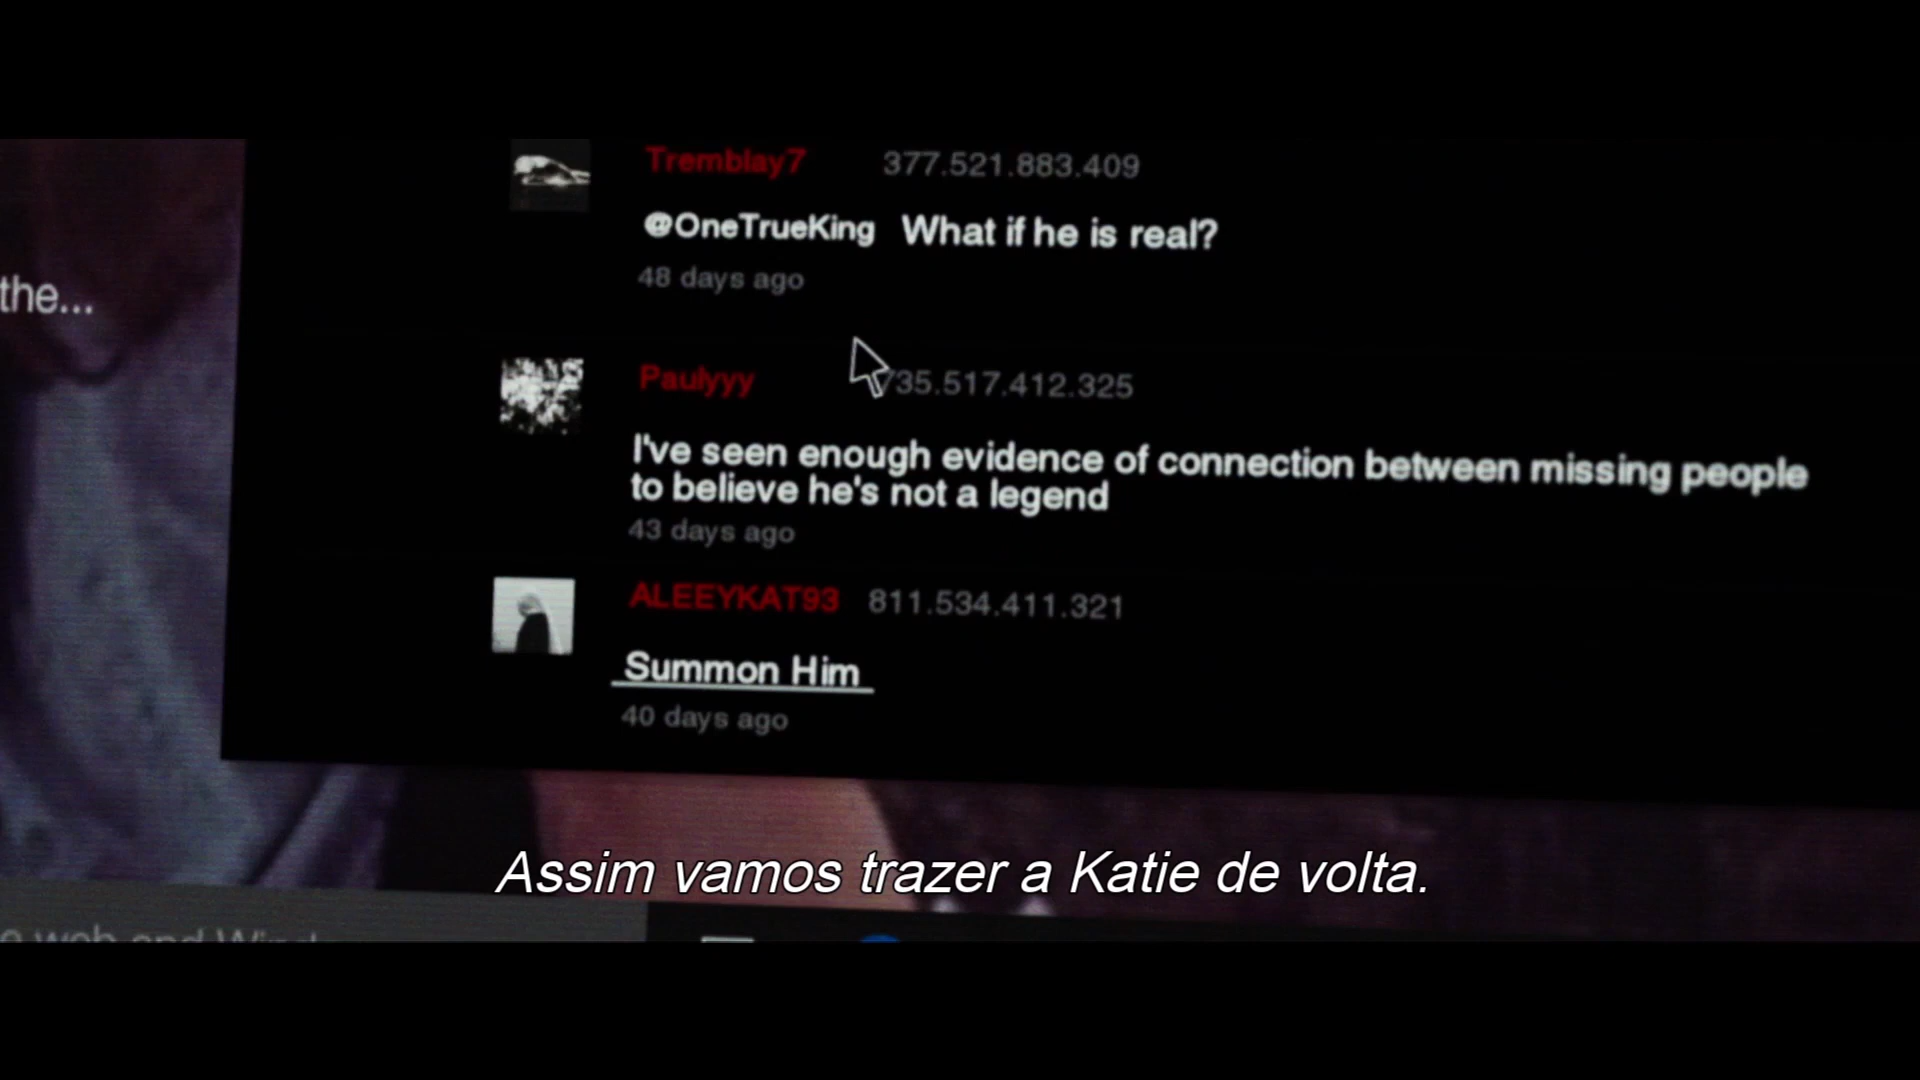 Tremblay7 377.521.883.409
@OneTrueKing What if he is real?
48 days ago
the...
Paulyyy 735.517.412.325
I've seen enough evidence of connection between missing people
to believe he's not a legend
43 days ago
ALEEYKAT93 811.534.411.321
Summon Him
40 days ago
Assim vamos trazer a Katie de volta.
web and